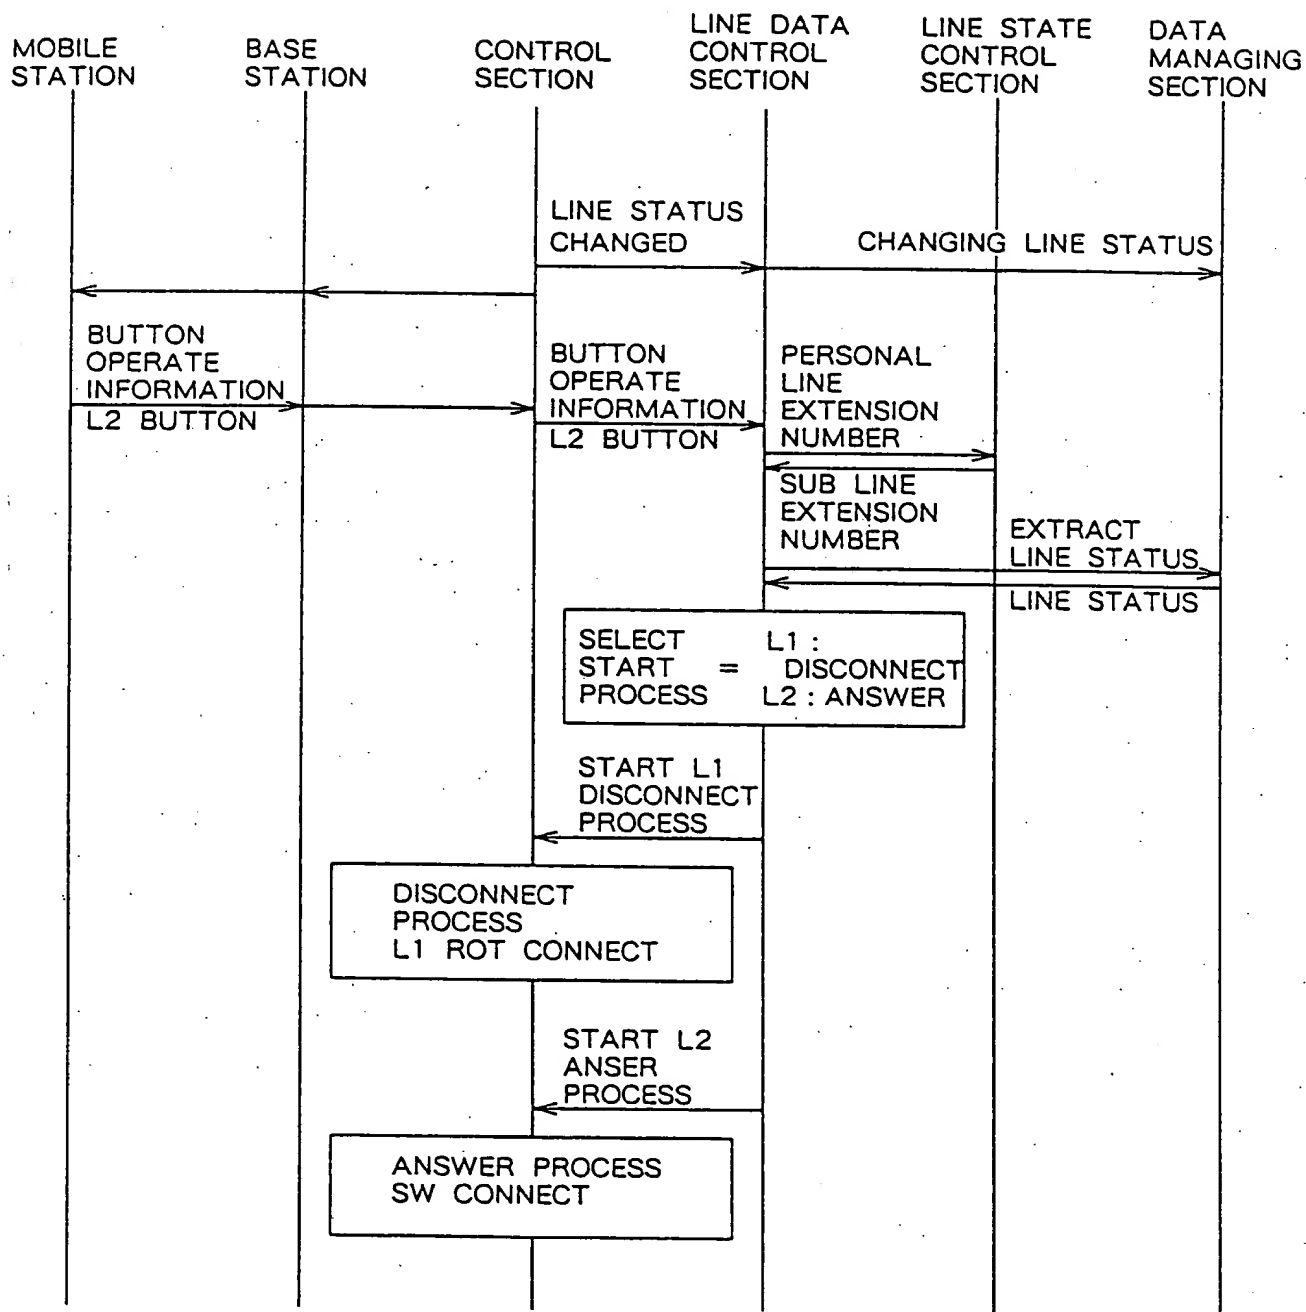 MOBILE
STATION
BASE
STATION
CONTROL
SECTION
LINE DATA
CONTROL
SECTION
LINE STATE
CONTROL
SECTION
DATA
MANAGING
SECTION
LINE STATUS
CHANGED
CHANGING LINE STATUS
BUTTON
OPERATE
INFORMATION
L2 BUTTON
BUTTON
OPERATE
INFORMATION
L2 BUTTON
PERSONAL
LINE
EXTENSION
NUMBER
SUB LINE
EXTENSION
NUMBER
EXTRACT
LINE STATUS
LINE STATUS
SELECT L1 :
START = DISCONNECT
PROCESS L2 : ANSWER
START L1
DISCONNECT
PROCESS
DISCONNECT
PROCESS
L1 ROT CONNECT
START L2
ANSER
PROCESS
ANSWER PROCESS
SW CONNECT